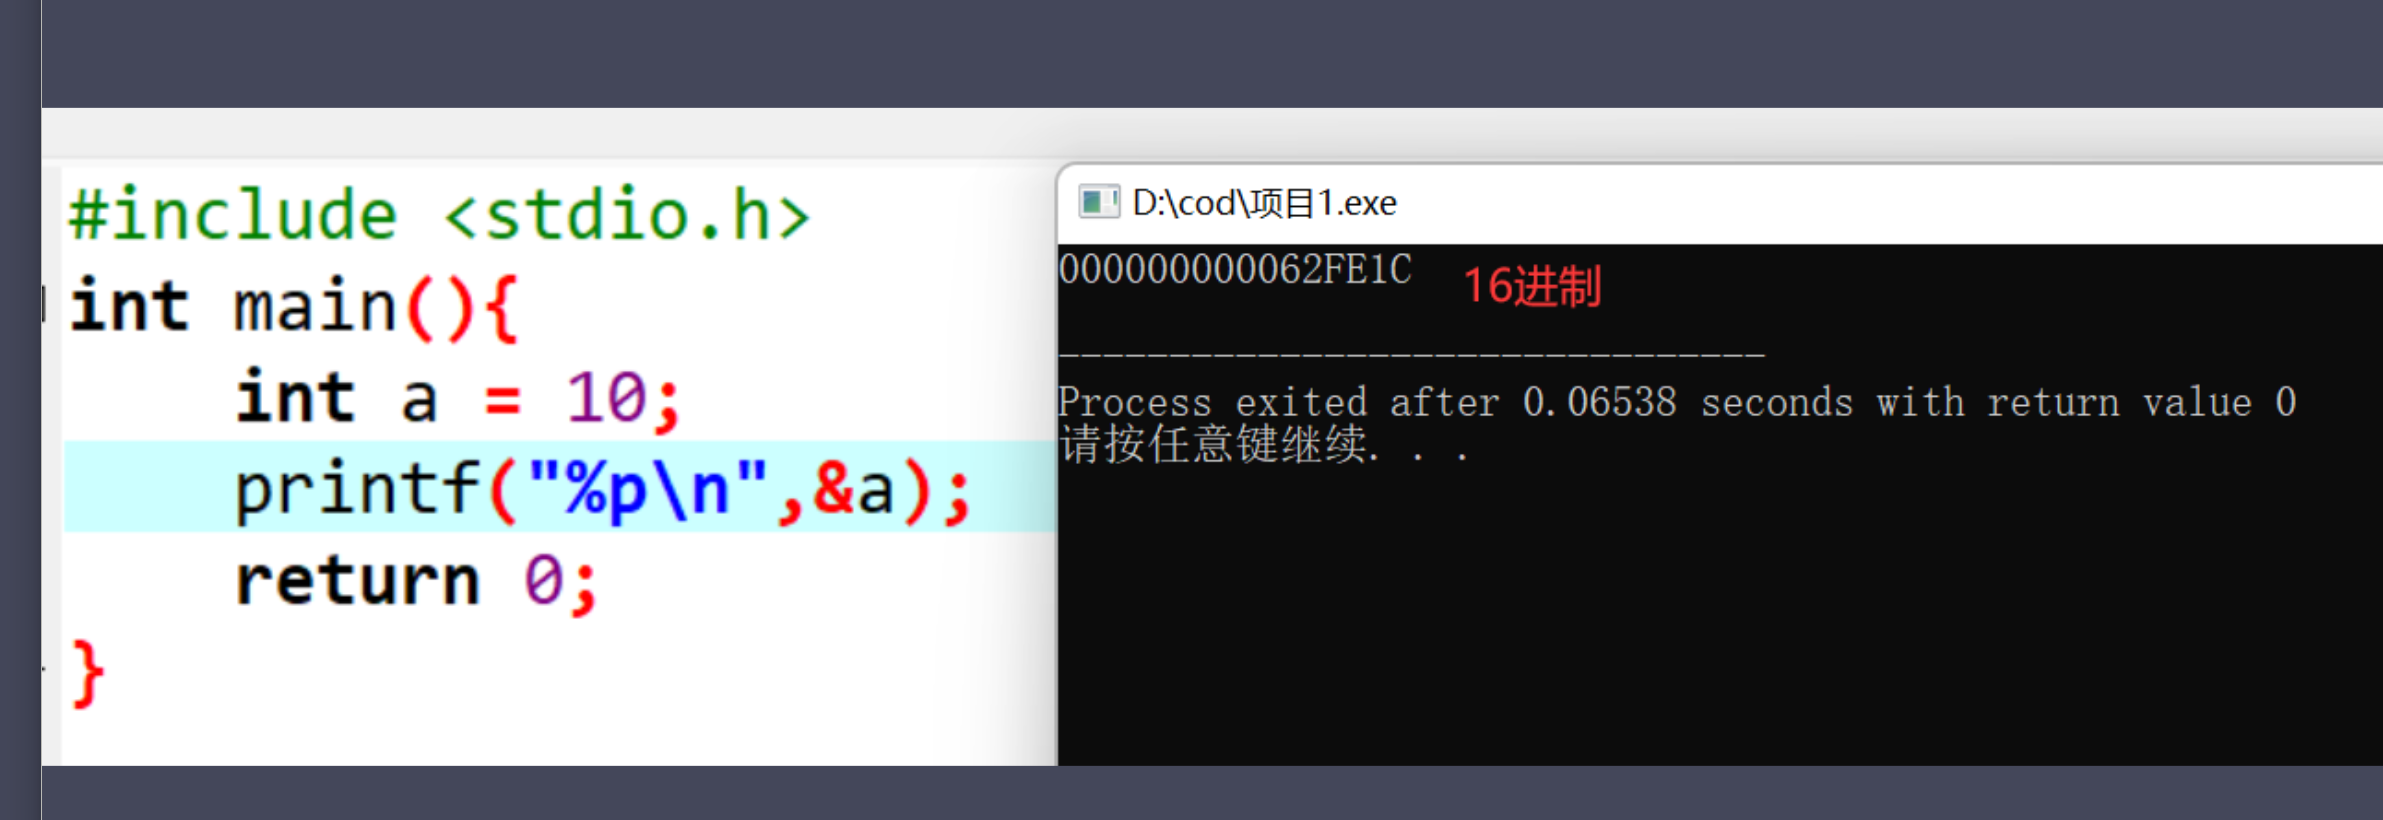 #include <stdio.h>
int main(){
int a = 10;
printf("%p\n",&a);
return 0;
}
D:\cod\项目1.exe
000000000062FE1C
16进制
--------------------------------
Process exited after 0.06538 seconds with return value 0
请按任意键继续. . .